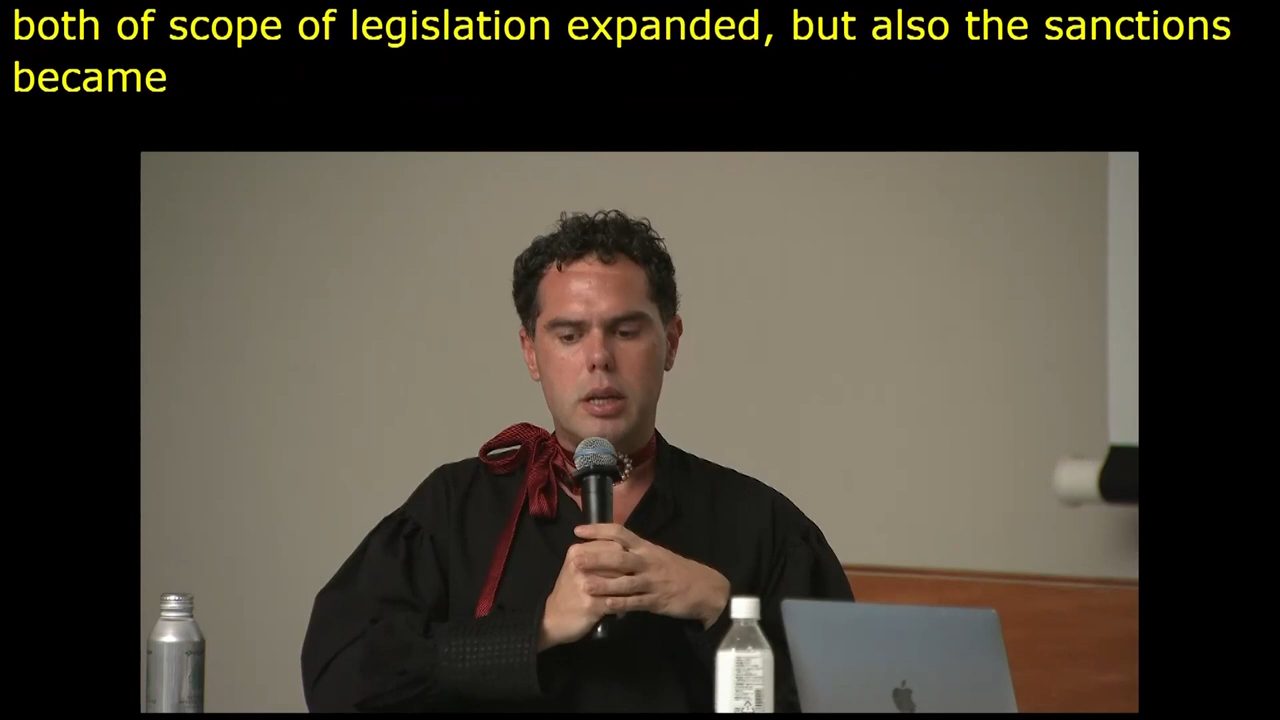 both of scope of legislation expanded, but also the sanctions
became